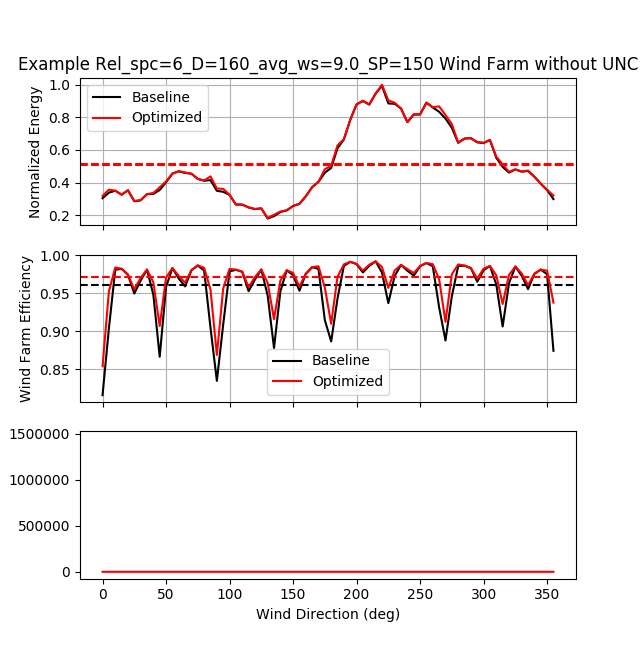 Example Rel_spc=6_D=160_avg_ws=9.0_SP=150 Wind Farm without UNC
Normalized Energy
1.0
0.8
0.6
0.4
0.2
Baseline
Optimized
Wind Farm Efficiency
1.00
0.95
0.90
0.85
Baseline
Optimized
1500000
1000000
500000
0
0 50 100 150 200 250 300 350
Wind Direction (deg)